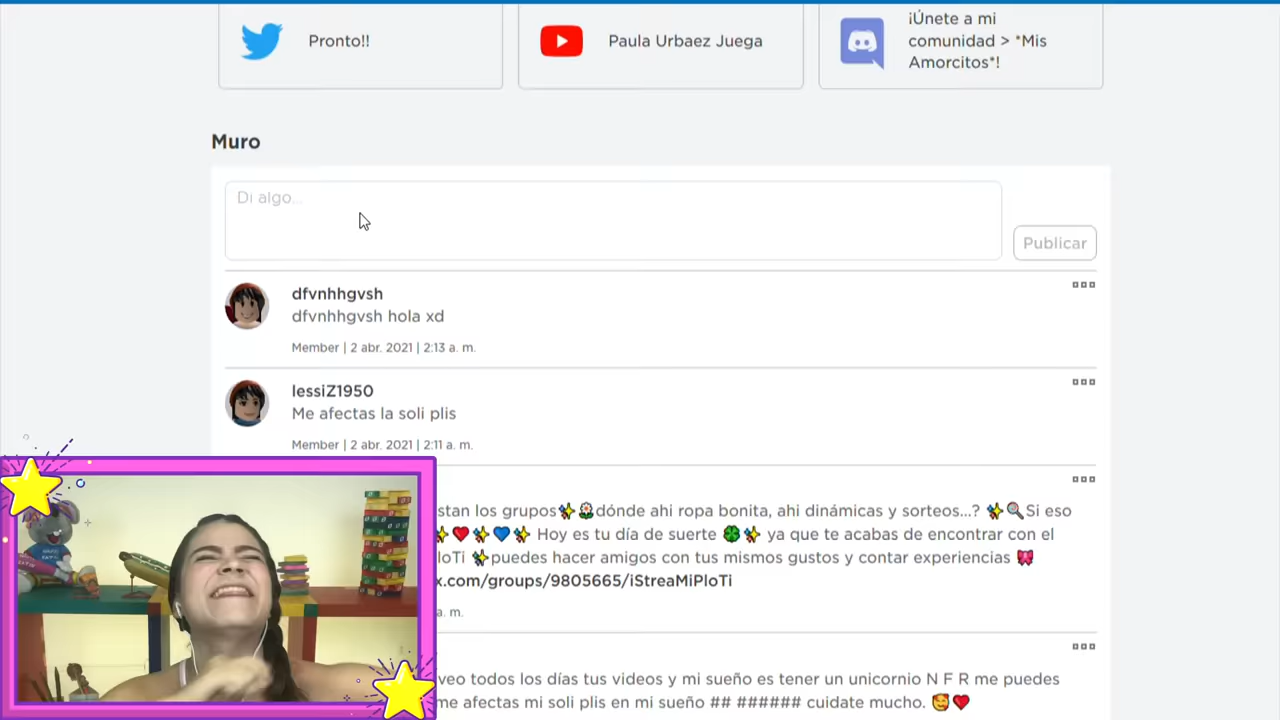 Pronto!!
Paula Urbaez Juega
¡Únete a mi
comunidad > *Mis
Amorcitos*!
Muro
Di algo...
Publicar
dfvnhhgvsh
dfvnhhgvsh hola xd
Member | 2 abr. 2021 | 2:13 a. m.
lessiZ1950
Me afectas la soli plis
Member | 2 abr. 2021 | 2:11 a. m.
stan los grupos✨🌼dónde ahi ropa bonita, ahi dinámicas y sorteos...? ✨🔍Si eso
✨❤️✨💙✨ Hoy es tu día de suerte 🍀✨ ya que te acabas de encontrar con el
loTi ✨puedes hacer amigos con tus mismos gustos y contar experiencias 🎀
x.com/groups/9805665/iStreaMiPloTi
a. m.
veo todos los días tus videos y mi sueño es tener un unicornio N F R me puedes
me afectas mi soli plis en mi sueño ## ###### cuidate mucho. 🥰❤️